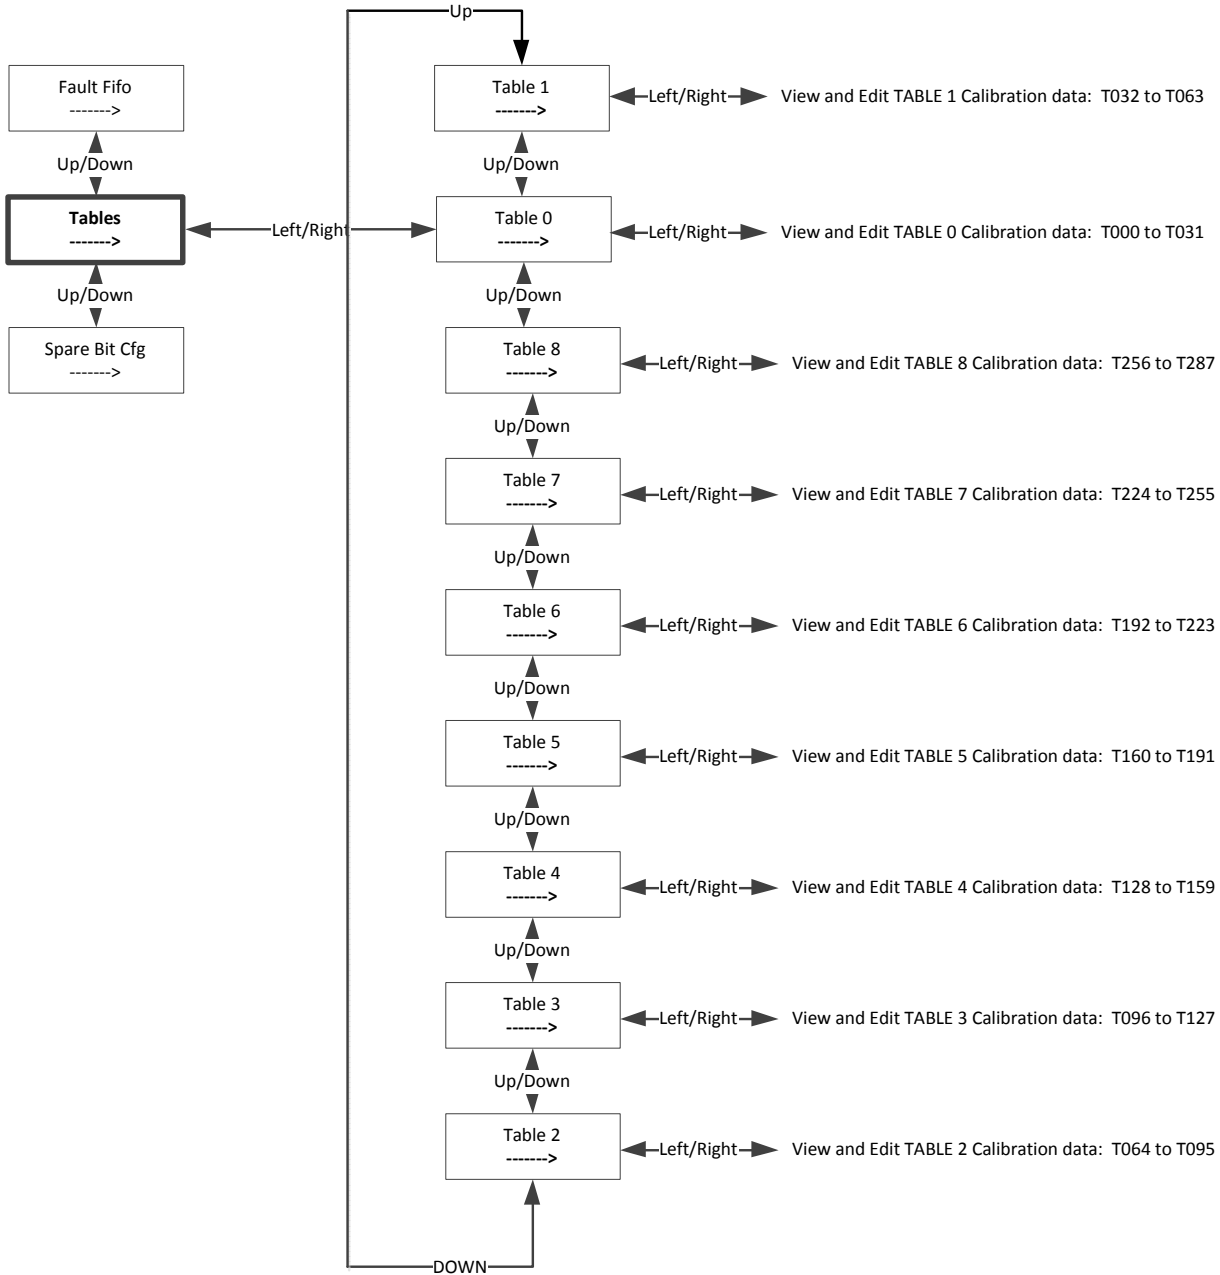 Up
Fault Fifo
------->
Table 1
------->
Left/Right
View and Edit TABLE 1 Calibration data:  T032 to T063
Up/Down
Up/Down
Tables
------->
Left/Right
Table 0
------->
Left/Right
View and Edit TABLE 0 Calibration data:  T000 to T031
Up/Down
Up/Down
Spare Bit Cfg
------->
Table 8
------->
Left/Right
View and Edit TABLE 8 Calibration data:  T256 to T287
Up/Down
Table 7
------->
Left/Right
View and Edit TABLE 7 Calibration data:  T224 to T255
Up/Down
Table 6
------->
Left/Right
View and Edit TABLE 6 Calibration data:  T192 to T223
Up/Down
Table 5
------->
Left/Right
View and Edit TABLE 5 Calibration data:  T160 to T191
Up/Down
Table 4
------->
Left/Right
View and Edit TABLE 4 Calibration data:  T128 to T159
Up/Down
Table 3
------->
Left/Right
View and Edit TABLE 3 Calibration data:  T096 to T127
Up/Down
Table 2
------->
Left/Right
View and Edit TABLE 2 Calibration data:  T064 to T095
DOWN